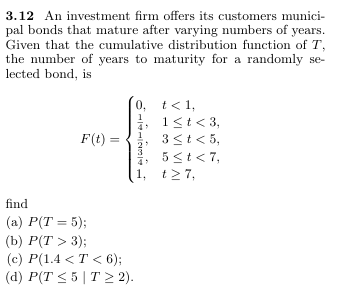 3.12 An investment firm offers its customers munici-
pal bonds that mature after varying numbers of years.
Given that the cumulative distribution function of T,
the number of years to maturity for a randomly se-
lected bond, is
F(t) = { 0, t < 1,
1/4, 1 ≤ t < 3,
1/2, 3 ≤ t < 5,
3/4, 5 ≤ t < 7,
1, t ≥ 7,
find
(a) P(T = 5);
(b) P(T > 3);
(c) P(1.4 < T < 6);
(d) P(T ≤ 5 | T ≥ 2).